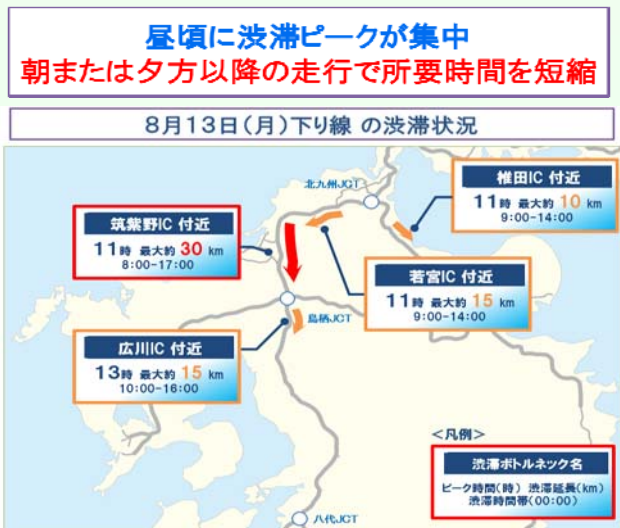 昼頃に渋滞ピークが集中
朝または夕方以降の走行で所要時間を短縮
8月13日(月)下り線 の渋滞状況
北九州JCT
椎田IC 付近
11時 最大約 10 km
9:00-14:00
筑紫野IC 付近
11時 最大約 30 km
8:00-17:00
若宮IC 付近
11時 最大約 15 km
9:00-14:00
鳥栖JCT
広川IC 付近
13時 最大約 15 km
10:00-16:00
<凡例>
渋滞ボトルネック名
ピーク時間(時) 渋滞延長(km)
渋滞時間帯(00:00)
八代JCT